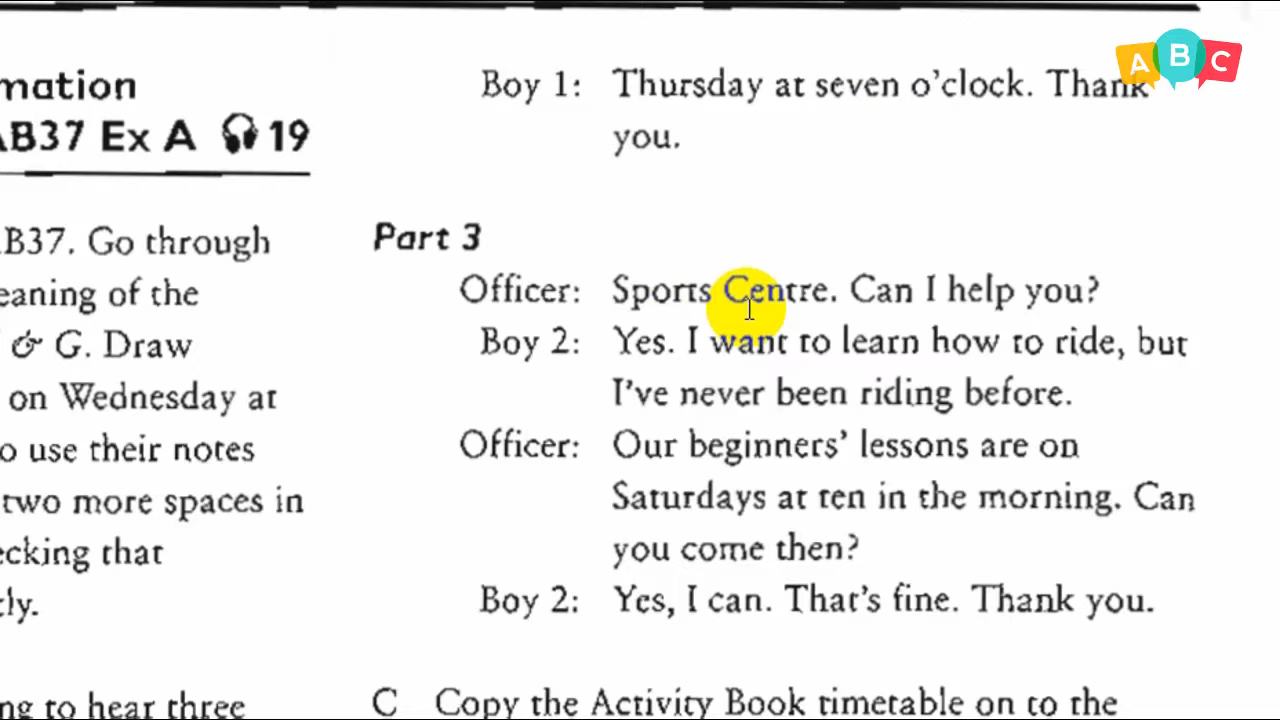 mation
AB37 Ex A 19
B37. Go through
eaning of the
& G. Draw
on Wednesday at
o use their notes
two more spaces in
ecking that
ly.
ng to hear three
Boy 1: Thursday at seven o'clock. Thank
you.
Part 3
Officer: Sports Centre. Can I help you?
Boy 2: Yes. I want to learn how to ride, but
I've never been riding before.
Officer: Our beginners' lessons are on
Saturdays at ten in the morning. Can
you come then?
Boy 2: Yes, I can. That's fine. Thank you.
C Copy the Activity Book timetable on to the
A B C